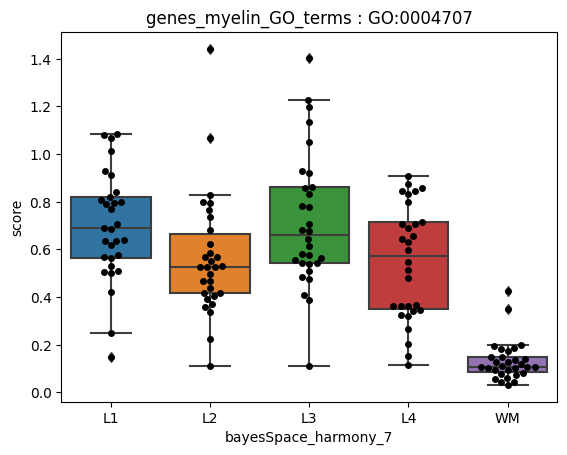 genes_myelin_GO_terms : GO:0004707
1.4
1.2
1.0
0.8
0.6
0.4
0.2
0.0
score
L1 L2 L3 L4 WM
bayesSpace_harmony_7